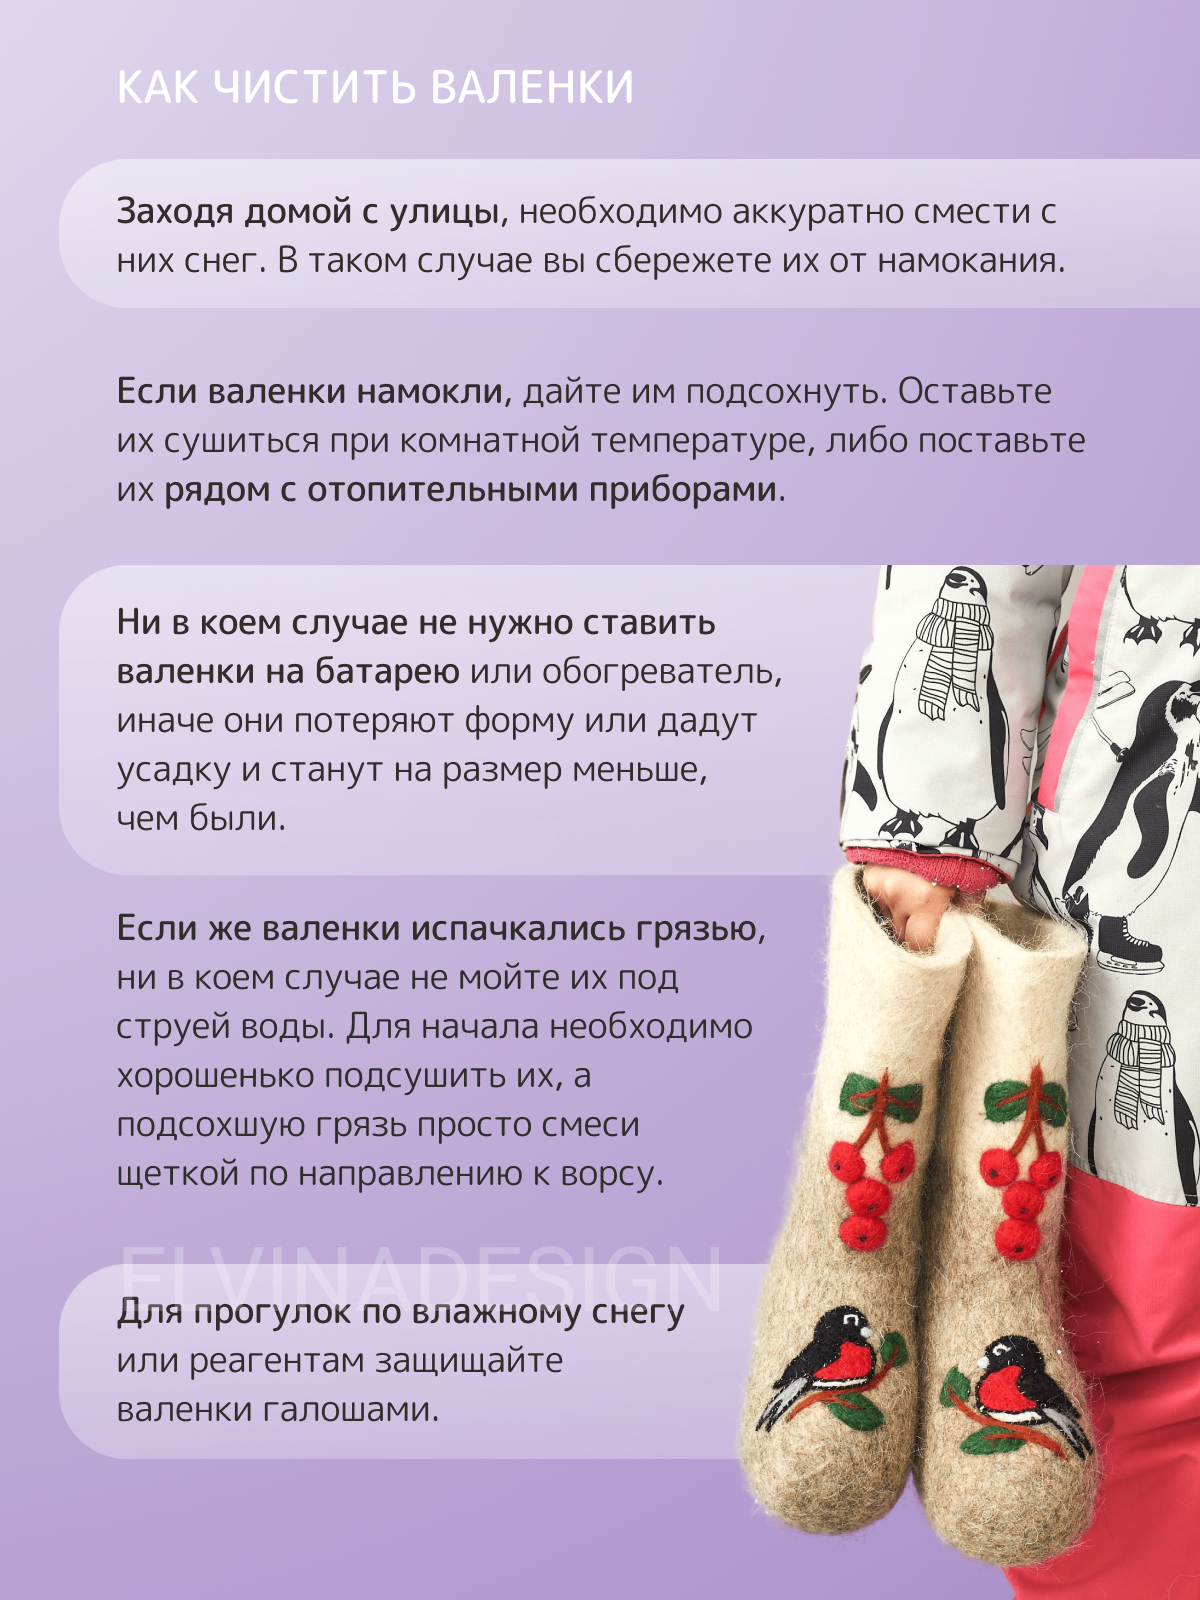 КАК ЧИСТИТЬ ВАЛЕНКИ
Заходя домой с улицы, необходимо аккуратно смести с
них снег. В таком случае вы сбережете их от намокания.
Если валенки намокли, дайте им подсохнуть. Оставьте
их сушиться при комнатной температуре, либо поставьте
их рядом с отопительными приборами.
Ни в коем случае не нужно ставить
валенки на батарею или обогреватель,
иначе они потеряют форму или дадут
усадку и станут на размер меньше,
чем были.
Если же валенки испачкались грязью,
ни в коем случае не мойте их под
струей воды. Для начала необходимо
хорошенько подсушить их, а
подсохшую грязь просто смеси
щеткой по направлению к ворсу.
ELVINADESIGN
Для прогулок по влажному снегу
или реагентам защищайте
валенки галошами.